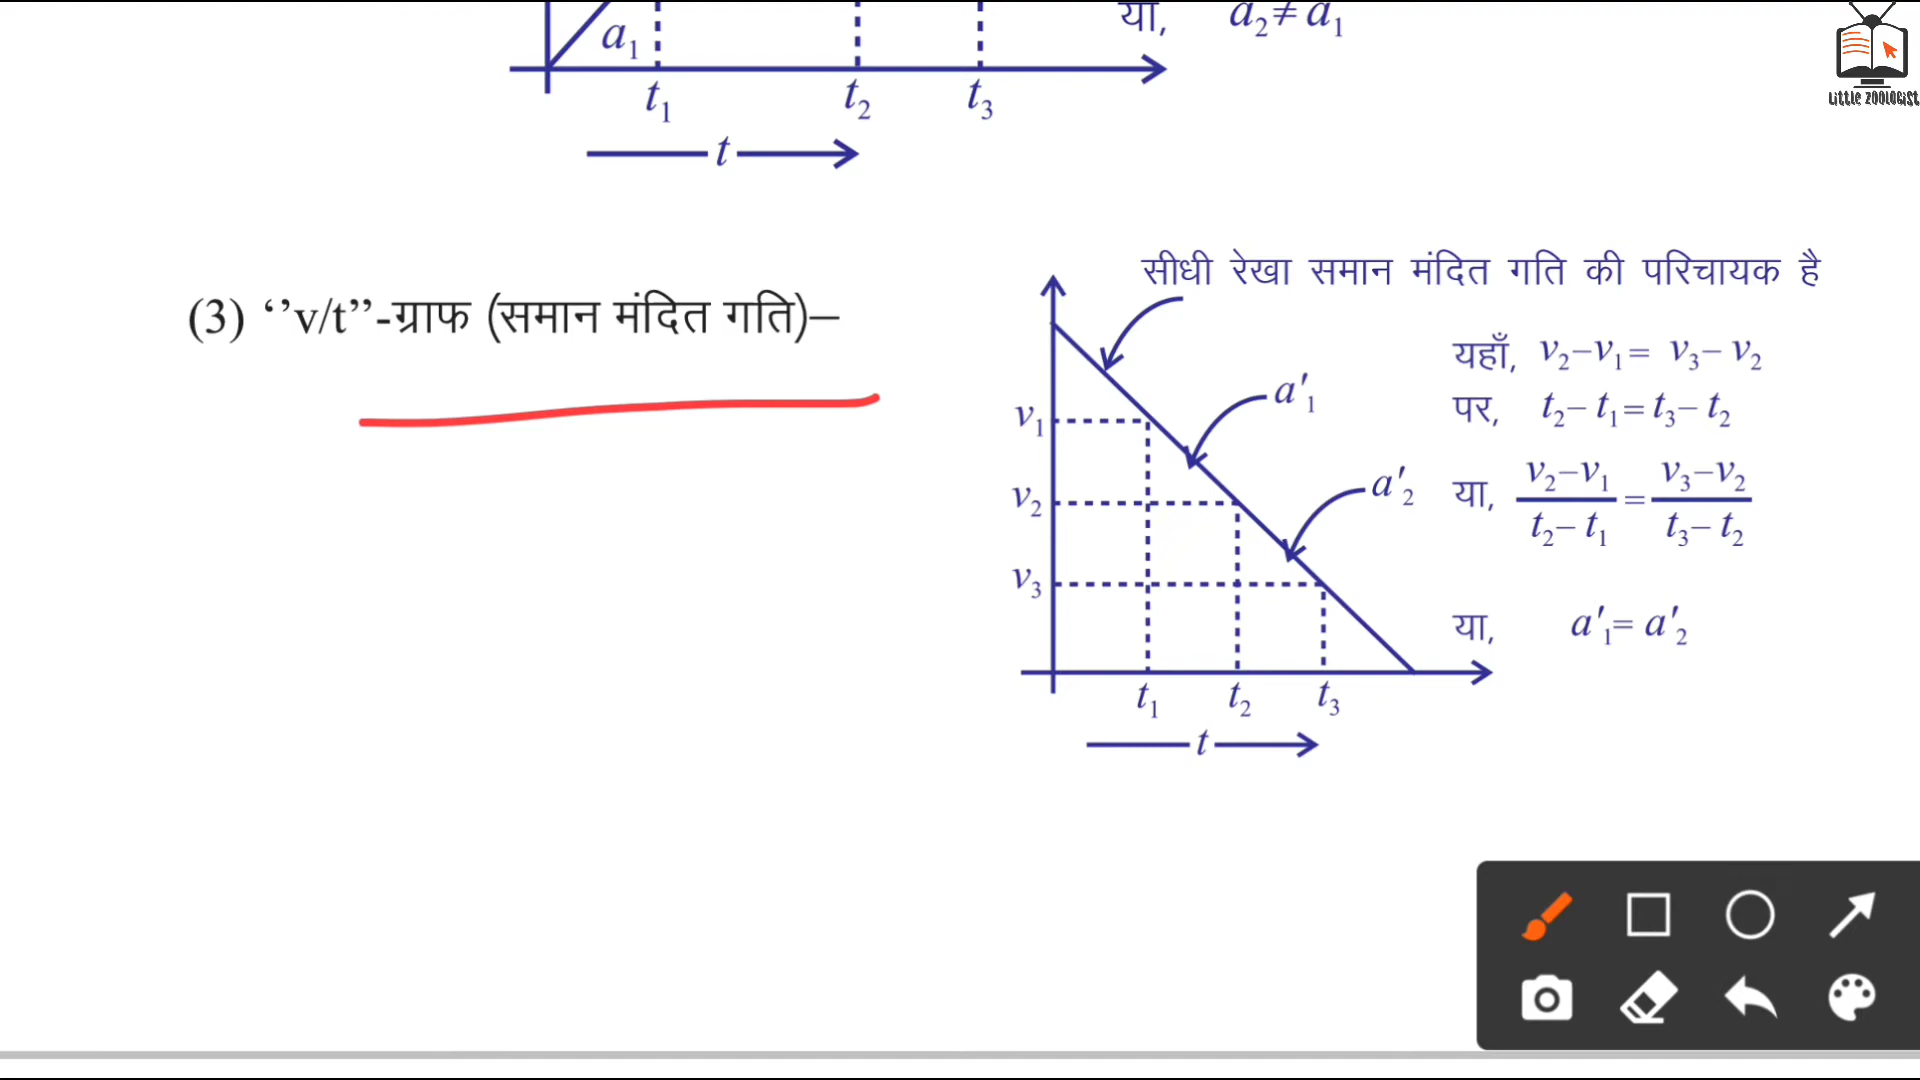 a₁
या, a₂ ≠ a₁
t₁ t₂ t₃
t
LITTLE ZOOLOGIST
(3) ‘’v/t’’-ग्राफ (समान मंदित गति)–
सीधी रेखा समान मंदित गति की परिचायक है
यहाँ, v₂–v₁= v₃– v₂
पर, t₂– t₁= t₃– t₂
या, v₂–v₁ / t₂– t₁ = v₃–v₂ / t₃– t₂
या, a′₁= a′₂
a′₁
a′₂
v₁
v₂
v₃
t₁ t₂ t₃
t